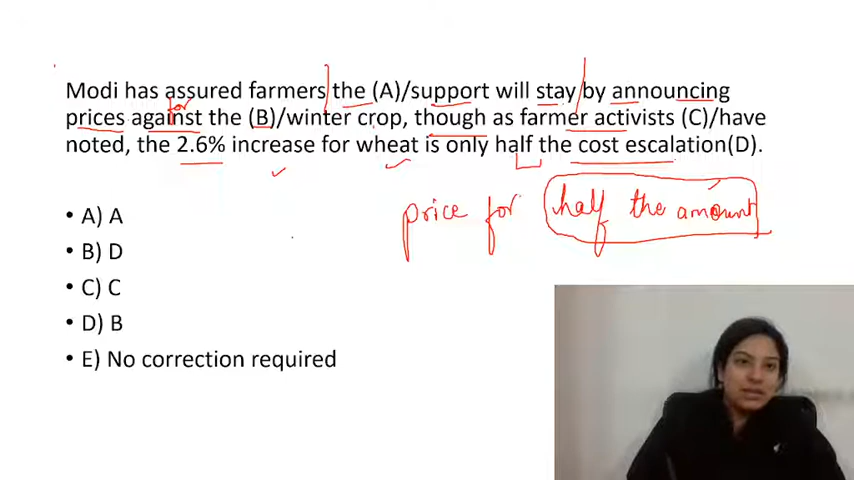 Modi has assured farmers the (A)/support will stay by announcing
for
prices against the (B)/winter crop, though as farmer activists (C)/have
noted, the 2.6% increase for wheat is only half the cost escalation(D).
price for half the amount
• A) A
• B) D
• C) C
• D) B
• E) No correction required